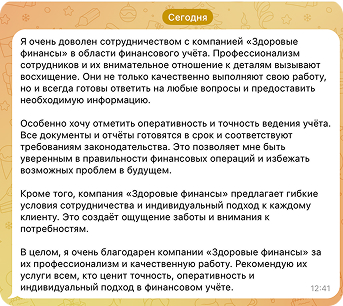 Сегодня
Я очень доволен сотрудничеством с компанией «Здоровые
финансы» в области финансового учёта. Профессионализм
сотрудников и их внимательное отношение к деталям вызывают
восхищение. Они не только качественно выполняют свою работу,
но и всегда готовы ответить на любые вопросы и предоставить
необходимую информацию.
Особенно хочу отметить оперативность и точность ведения учёта.
Все документы и отчёты готовятся в срок и соответствуют
требованиям законодательства. Это позволяет мне быть
уверенным в правильности финансовых операций и избежать
возможных проблем в будущем.
Кроме того, компания «Здоровые финансы» предлагает гибкие
условия сотрудничества и индивидуальный подход к каждому
клиенту. Это создаёт ощущение заботы и внимания к
потребностям.
В целом, я очень благодарен компании «Здоровые финансы» за
их профессионализм и качественную работу. Рекомендую их
услуги всем, кто ценит точность, оперативность и
индивидуальный подход в финансовом учёте.
12:41